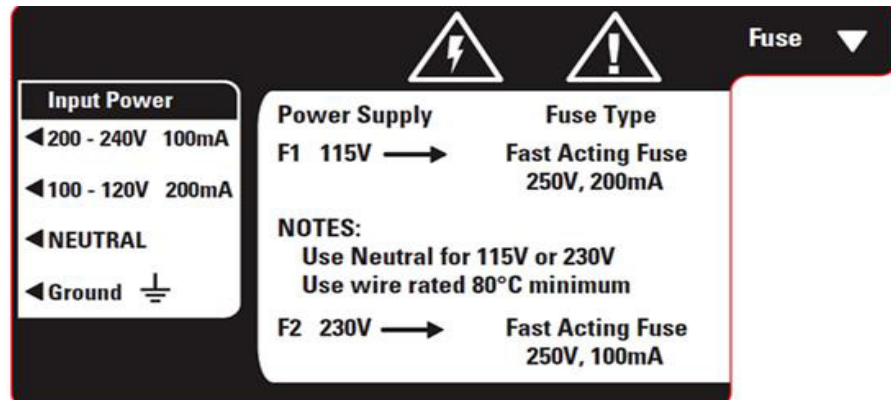 Fuse
Input Power
200 - 240V 100mA
100 - 120V 200mA
NEUTRAL
Ground
Power Supply Fuse Type
F1 115V Fast Acting Fuse
250V, 200mA
NOTES:
Use Neutral for 115V or 230V
Use wire rated 80°C minimum
F2 230V Fast Acting Fuse
250V, 100mA